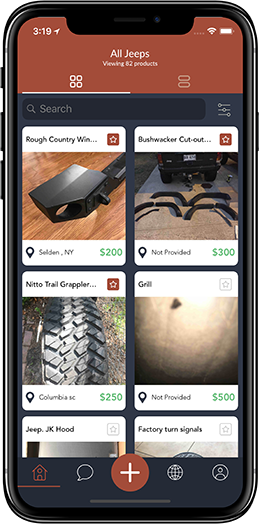 3:19
All Jeeps
Viewing 82 products
Search
Rough Country Win...
Bushwacker Cut-out...
Selden , NY
$200
Not Provided
$300
Nitto Trail Grappler...
Grill
Columbia sc
$250
Not Provided
$500
Jeep. JK Hood
Factory turn signals